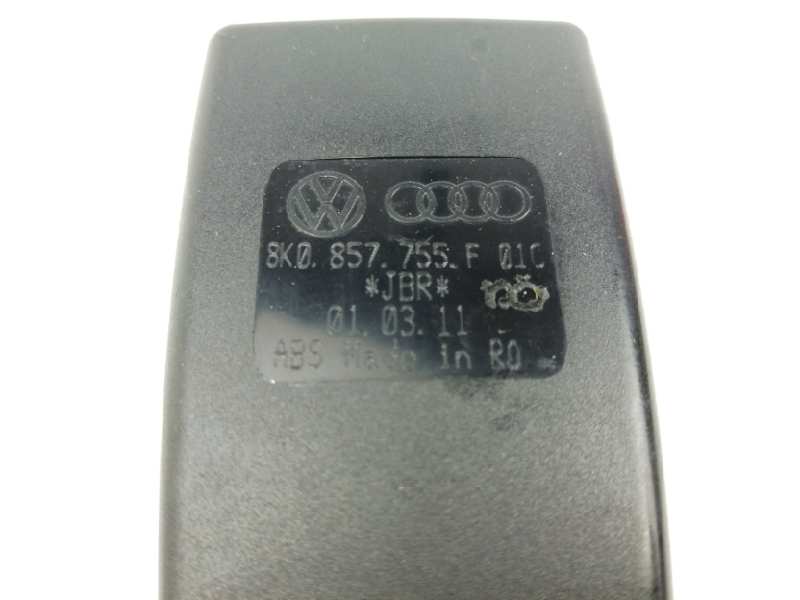 8K0.857.755.F 01C
*JBR*
01.03.11
ABS Made in RO